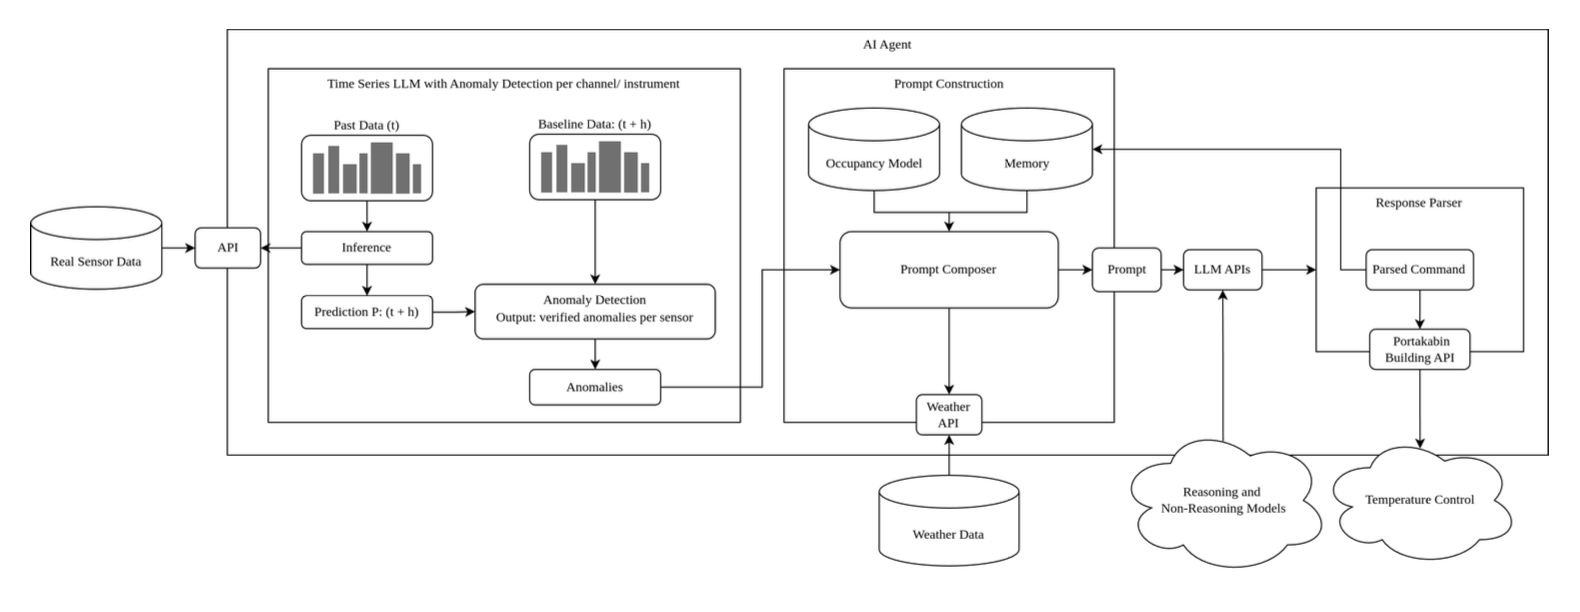 AI Agent
Time Series LLM with Anomaly Detection per channel/ instrument
Past Data (t)
Baseline Data: (t + h)
Real Sensor Data
API
Inference
Prediction P: (t + h)
Anomaly Detection
Output: verified anomalies per sensor
Anomalies
Prompt Construction
Occupancy Model
Memory
Prompt Composer
Prompt
Weather
API
Weather Data
LLM APIs
Reasoning and
Non-Reasoning Models
Response Parser
Parsed Command
Portakabin
Building API
Temperature Control